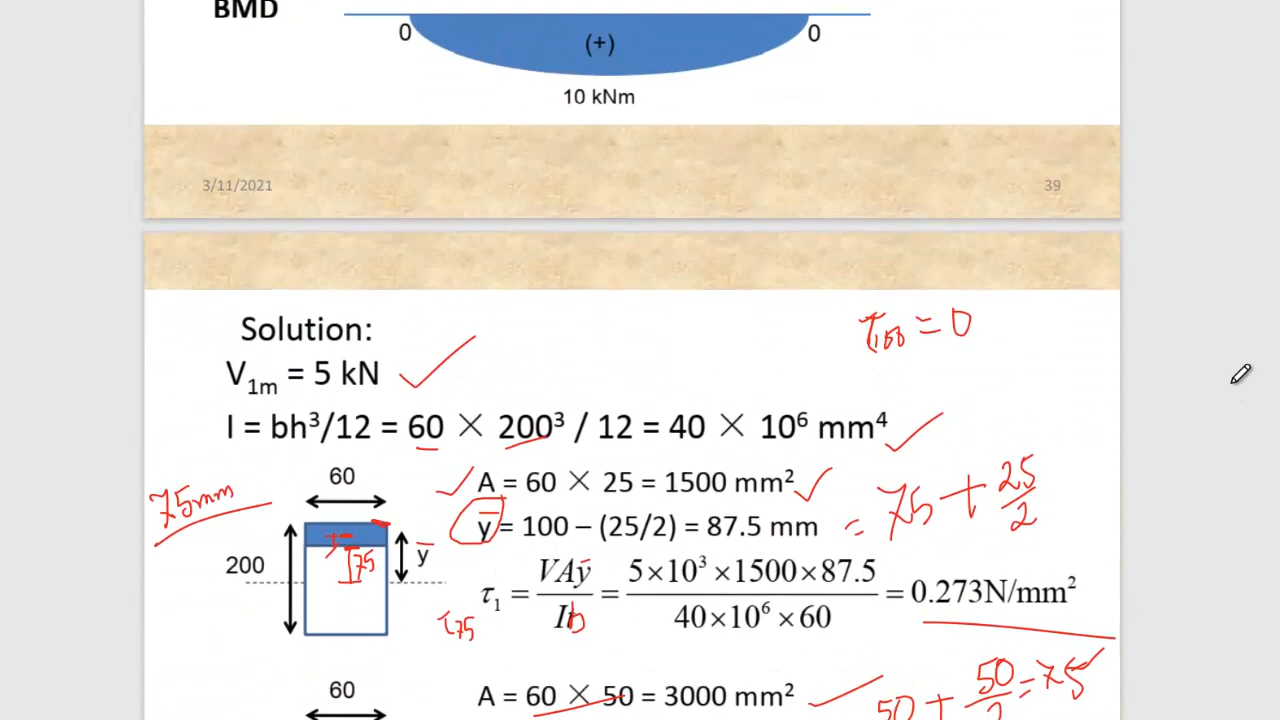 BMD
0
(+)
0
10 kNm
3/11/2021
39
Solution:
τ₁₀₀ = 0
V₁ₘ = 5 kN
I = bh³/12 = 60 × 200³ / 12 = 40 × 10⁶ mm⁴
75mm
60
A = 60 × 25 = 1500 mm²
y̅ = 100 – (25/2) = 87.5 mm = 75 + 25/2
200
75
y̅
τ₁ = VAy̅ / Ib = 5×10³×1500×87.5 / 40×10⁶×60 = 0.273N/mm²
τ₇₅
60
A = 60 × 50 = 3000 mm²
50 + 50/2 = 75